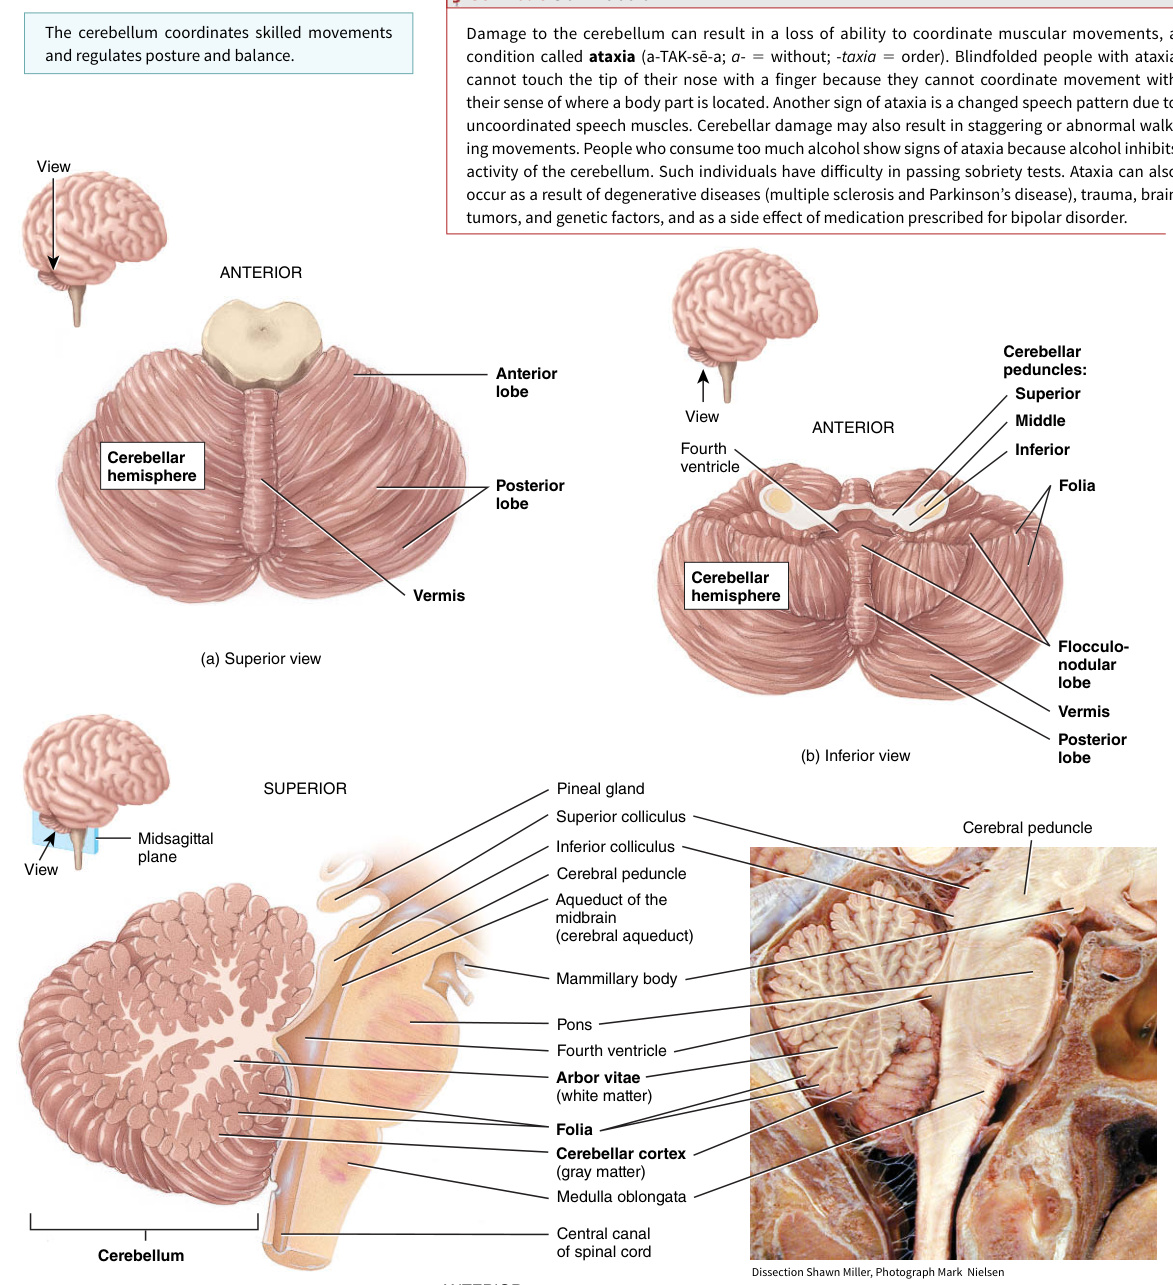 The cerebellum coordinates skilled movements
and regulates posture and balance.
Damage to the cerebellum can result in a loss of ability to coordinate muscular movements, a
condition called ataxia (a-TAK-sē-a; a- = without; -taxia = order). Blindfolded people with ataxia
cannot touch the tip of their nose with a finger because they cannot coordinate movement with
their sense of where a body part is located. Another sign of ataxia is a changed speech pattern due to
uncoordinated speech muscles. Cerebellar damage may also result in staggering or abnormal walk-
ing movements. People who consume too much alcohol show signs of ataxia because alcohol inhibits
activity of the cerebellum. Such individuals have difficulty in passing sobriety tests. Ataxia can also
occur as a result of degenerative diseases (multiple sclerosis and Parkinson's disease), trauma, brain
tumors, and genetic factors, and as a side effect of medication prescribed for bipolar disorder.
View
ANTERIOR
Anterior
lobe
Cerebellar
hemisphere
Posterior
lobe
Vermis
(a) Superior view
View
ANTERIOR
Cerebellar
peduncles:
Superior
Middle
Inferior
Fourth
ventricle
Folia
Cerebellar
hemisphere
Flocculo-
nodular
lobe
Vermis
Posterior
lobe
(b) Inferior view
SUPERIOR
Midsagittal
plane
View
Pineal gland
Superior colliculus
Inferior colliculus
Cerebral peduncle
Aqueduct of the
midbrain
(cerebral aqueduct)
Mammillary body
Pons
Fourth ventricle
Arbor vitae
(white matter)
Folia
Cerebellar cortex
(gray matter)
Medulla oblongata
Central canal
of spinal cord
Cerebellum
Cerebral peduncle
Dissection Shawn Miller, Photograph Mark Nielsen